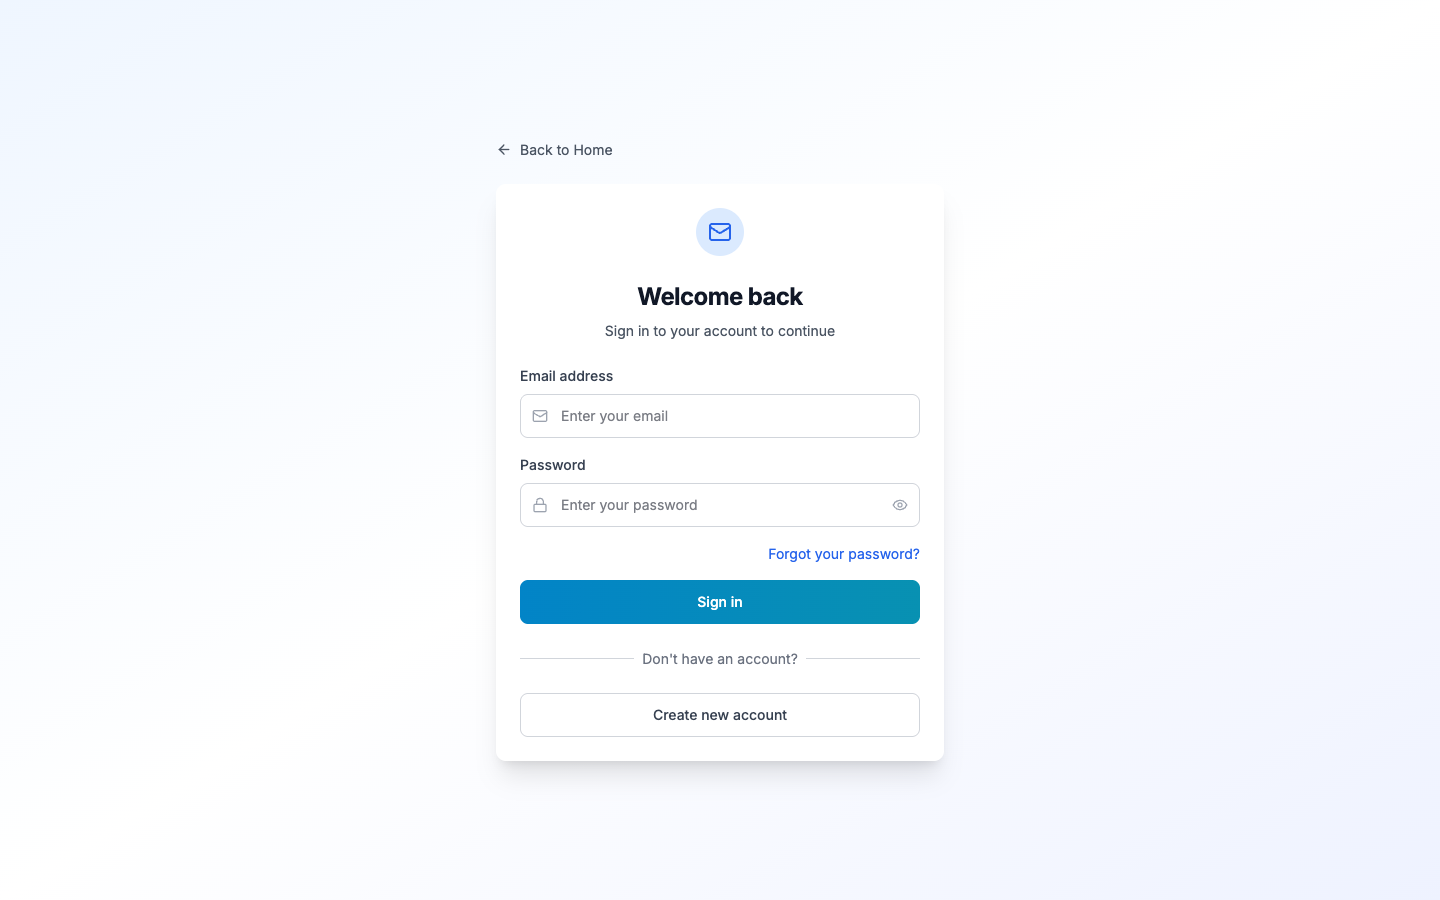 Back to Home
Welcome back
Sign in to your account to continue
Email address
Enter your email
Password
Enter your password
Forgot your password?
Sign in
Don't have an account?
Create new account